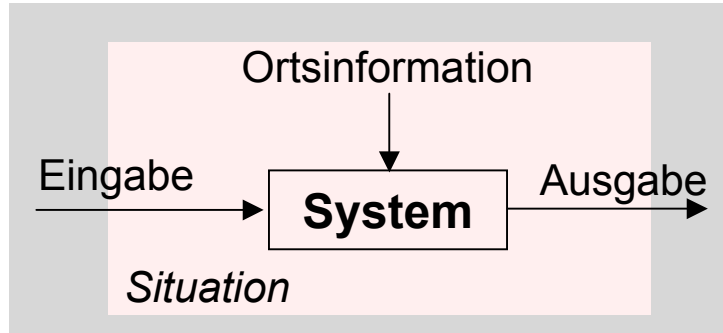 Ortsinformation
Eingabe
System
Ausgabe
Situation